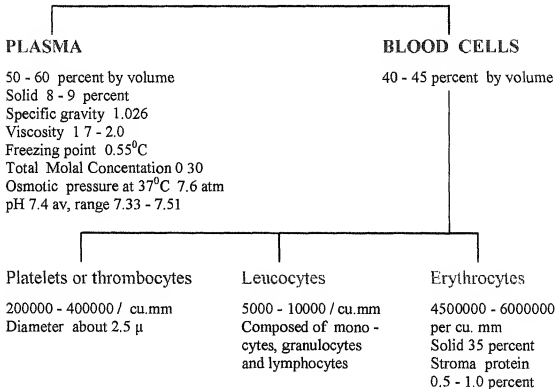 PLASMA
50 - 60 percent by volume
Solid 8 - 9 percent
Specific gravity 1.026
Viscosity 1 7 - 2.0
Freezing point 0.55⁰C
Total Molal Concentation 0 30
Osmotic pressure at 37⁰C 7.6 atm
pH 7.4 av, range 7.33 - 7.51
BLOOD CELLS
40 - 45 percent by volume
Platelets or thrombocytes
200000 - 400000 / cu.mm
Diameter about 2.5 μ
Leucocytes
5000 - 10000 / cu.mm
Composed of mono -
cytes, granulocytes
and lymphocytes
Erythrocytes
4500000 - 6000000
per cu. mm
Solid 35 percent
Stroma protein
0.5 - 1.0 percent